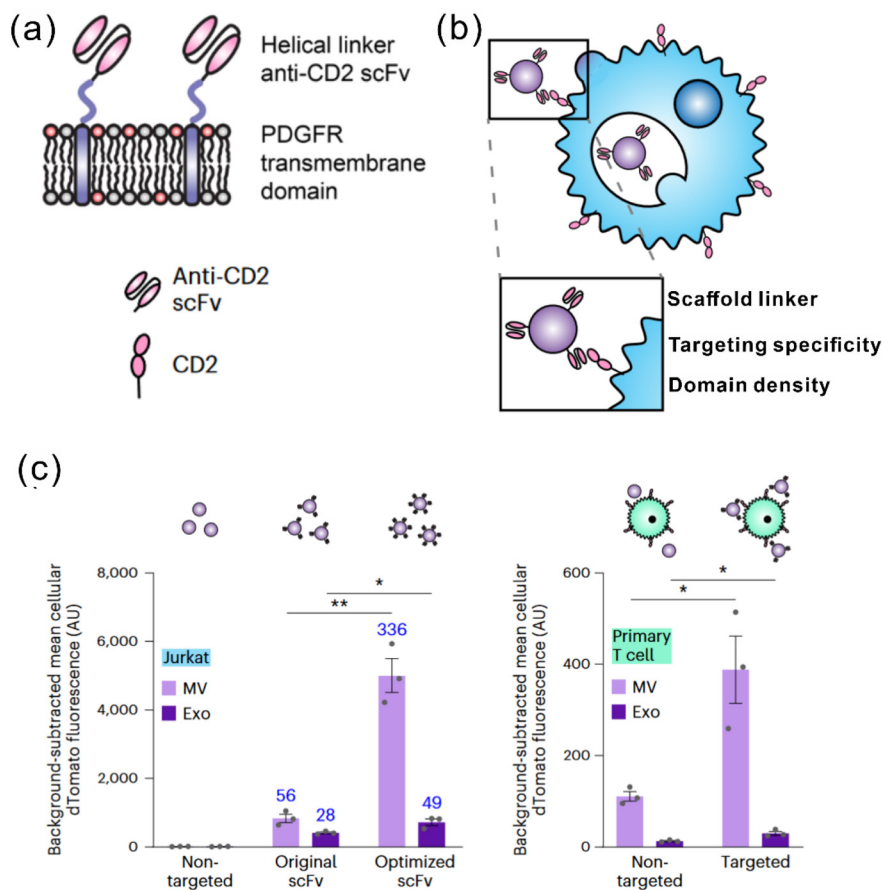 (a)
Helical linker
anti-CD2 scFv
PDGFR
transmembrane
domain
Anti-CD2
scFv
CD2
(b)
Scaffold linker
Targeting specificity
Domain density
(c)
Background-subtracted mean cellular
dTomato fluorescence (AU)
8,000
6,000
4,000
2,000
0
Jurkat
MV
Exo
**
*
336
56
28
49
Non-
targeted
Original
scFv
Optimized
scFv
Background-subtracted mean cellular
dTomato fluorescence (AU)
600
400
200
0
Primary
T cell
MV
Exo
*
*
Non-
targeted
Targeted